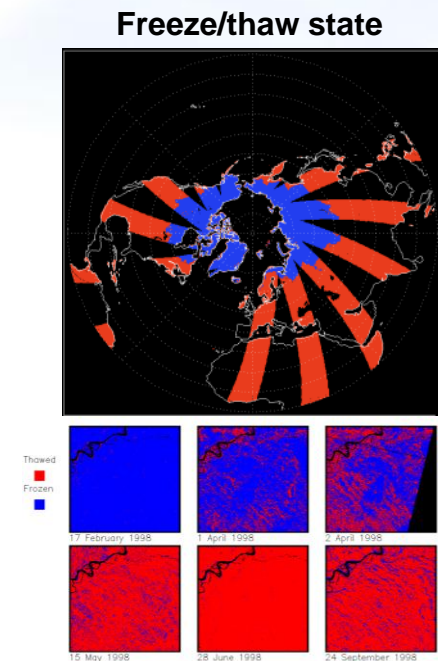 Freeze/thaw state
Thawed
Frozen
17 February 1998
1 April 1998
2 April 1998
15 May 1998
28 June 1998
24 September 1998